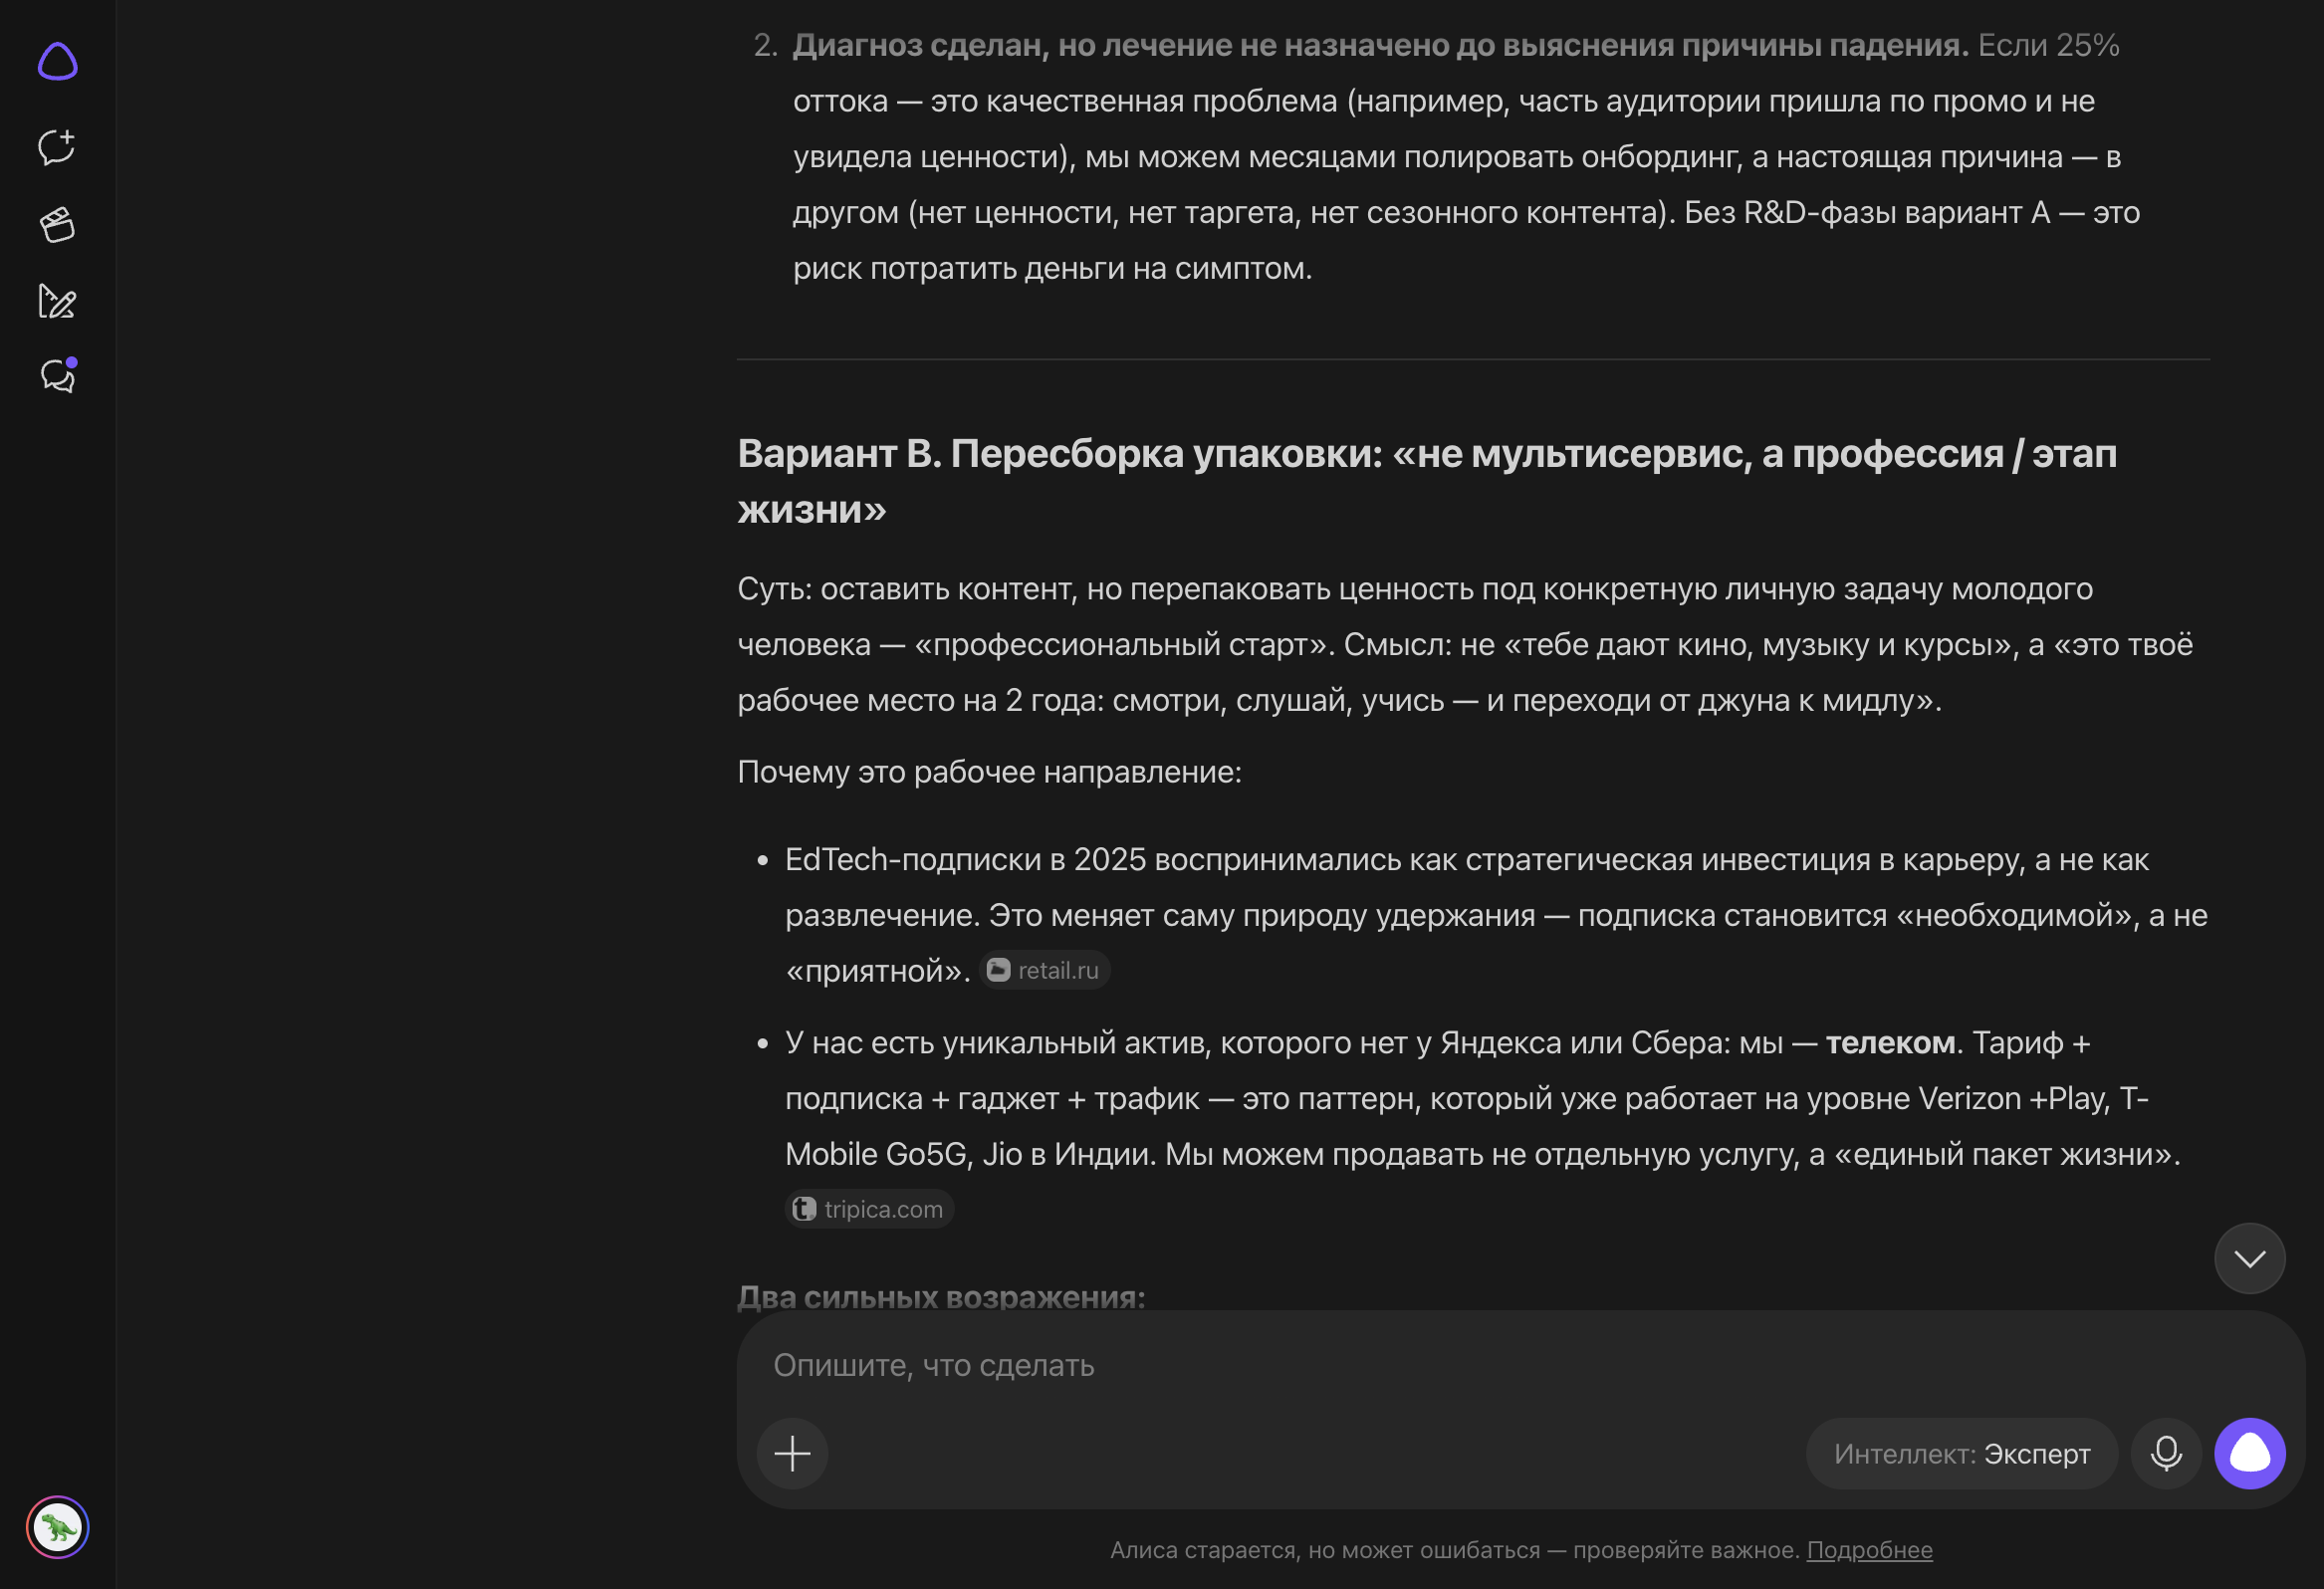 2. Диагноз сделан, но лечение не назначено до выяснения причины падения. Если 25%
оттока — это качественная проблема (например, часть аудитории пришла по промо и не
увидела ценности), мы можем месяцами полировать онбординг, а настоящая причина — в
другом (нет ценности, нет таргета, нет сезонного контента). Без R&D-фазы вариант А — это
риск потратить деньги на симптом.
Вариант В. Пересборка упаковки: «не мультисервис, а профессия / этап
жизни»
Суть: оставить контент, но перепаковать ценность под конкретную личную задачу молодого
человека — «профессиональный старт». Смысл: не «тебе дают кино, музыку и курсы», а «это твоё
рабочее место на 2 года: смотри, слушай, учись — и переходи от джуна к мидлу».
Почему это рабочее направление:
• EdTech-подписки в 2025 воспринимались как стратегическая инвестиция в карьеру, а не как
развлечение. Это меняет саму природу удержания — подписка становится «необходимой», а не
«приятной». retail.ru
• У нас есть уникальный актив, которого нет у Яндекса или Сбера: мы — телеком. Тариф +
подписка + гаджет + трафик — это паттерн, который уже работает на уровне Verizon +Play, T-
Mobile Go5G, Jio в Индии. Мы можем продавать не отдельную услугу, а «единый пакет жизни».
tripica.com
Два сильных возражения:
Опишите, что сделать
Интеллект: Эксперт
Алиса старается, но может ошибаться — проверяйте важное. Подробнее